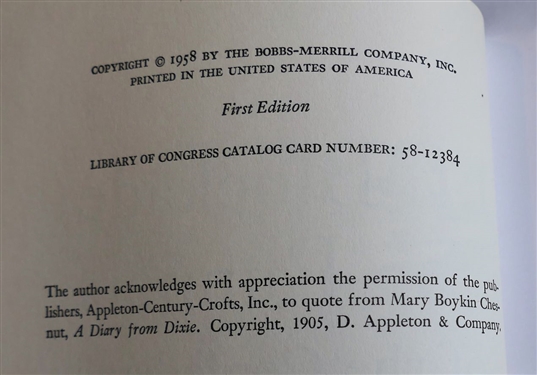 COPYRIGHT © 1958 BY THE BOBBS-MERRILL COMPANY, INC.
PRINTED IN THE UNITED STATES OF AMERICA
First Edition
LIBRARY OF CONGRESS CATALOG CARD NUMBER: 58-12384
The author acknowledges with appreciation the permission of the pub-
lishers, Appleton-Century-Crofts, Inc., to quote from Mary Boykin Ches-
nut, A Diary from Dixie. Copyright, 1905, D. Appleton & Company.